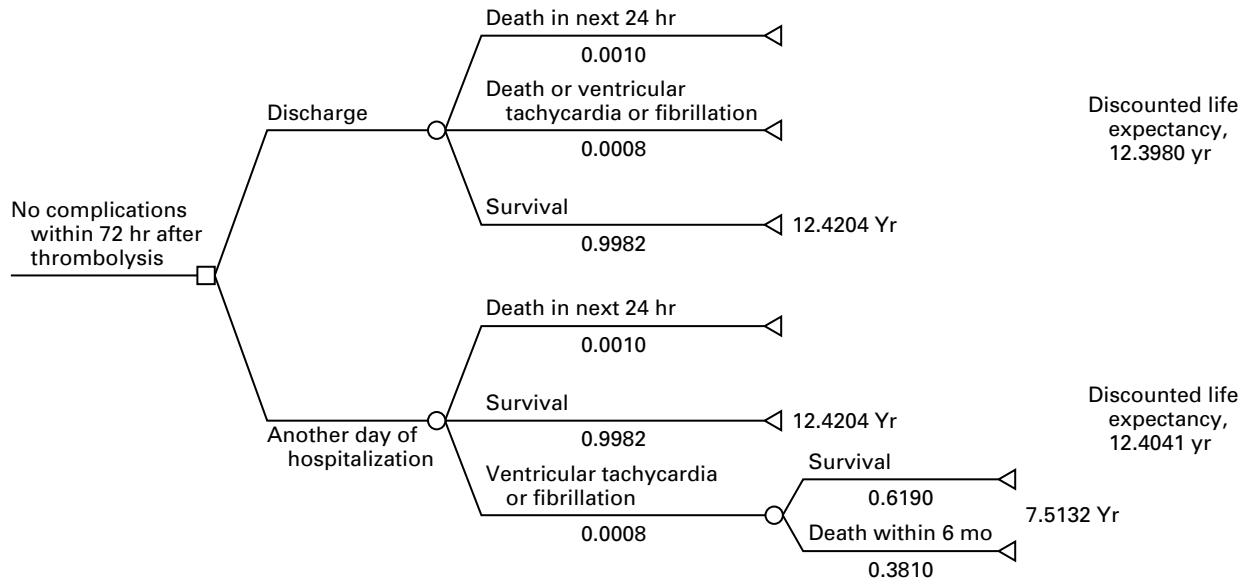 Death in next 24 hr
0.0010
Death or ventricular
tachycardia or fibrillation
0.0008
Discharge
Discounted life
expectancy,
12.3980 yr
Survival
12.4204 Yr
0.9982
No complications
within 72 hr after
thrombolysis
Death in next 24 hr
0.0010
Survival
12.4204 Yr
0.9982
Discounted life
expectancy,
12.4041 yr
Another day of
hospitalization
Ventricular tachycardia
or fibrillation
0.0008
Survival
0.6190
7.5132 Yr
Death within 6 mo
0.3810